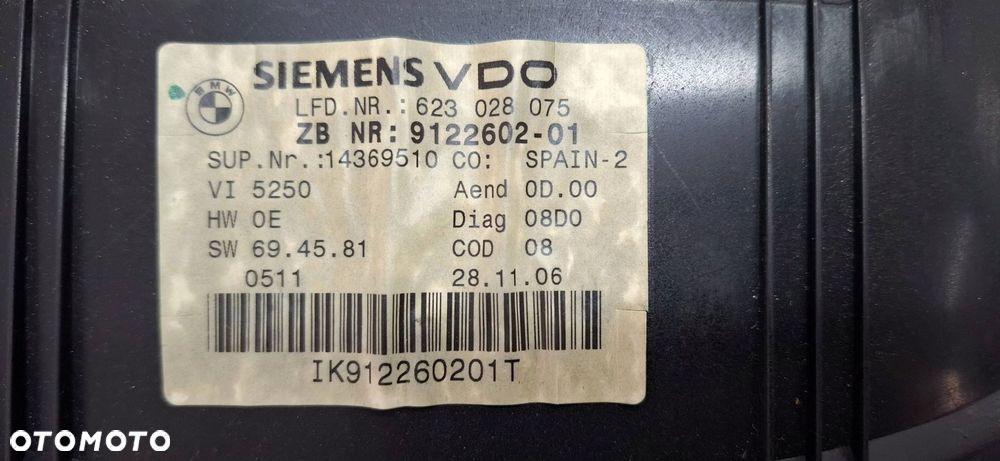 BMW
SIEMENS VDO
LFD.NR.: 623 028 075
ZB NR: 9122602-01
SUP.Nr.:14369510 CO: SPAIN-2
VI 5250 Aend 0D.00
HW 0E Diag 08D0
SW 69.45.81 COD 08
0511 28.11.06
IK912260201T
OTOMOTO